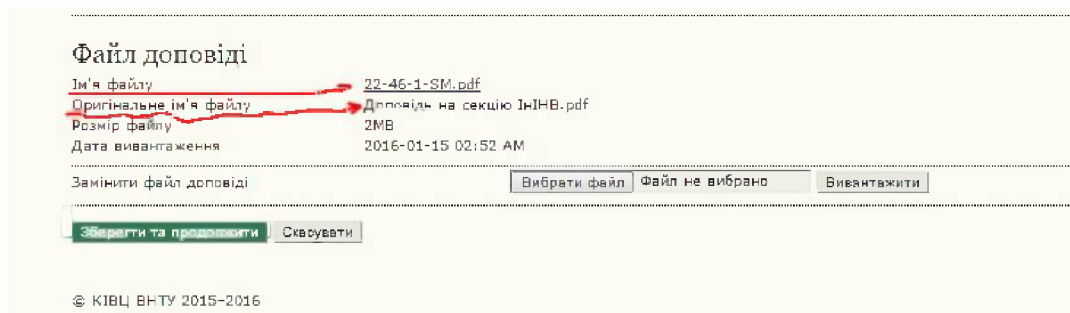 Файл доповіді
Ім'я файлу 22-46-1-SM.pdf
Оригінальне ім'я файлу Доповідь на секцію ІнІНВ.pdf
Розмір файлу 2MB
Дата вивантаження 2016-01-15 02:52 AM
Замінити файл доповіді Вибрати файл Файл не вибрано Вивантажити
Зберегти та продовжити Скасувати
© КІВЦ ВНТУ 2015-2016